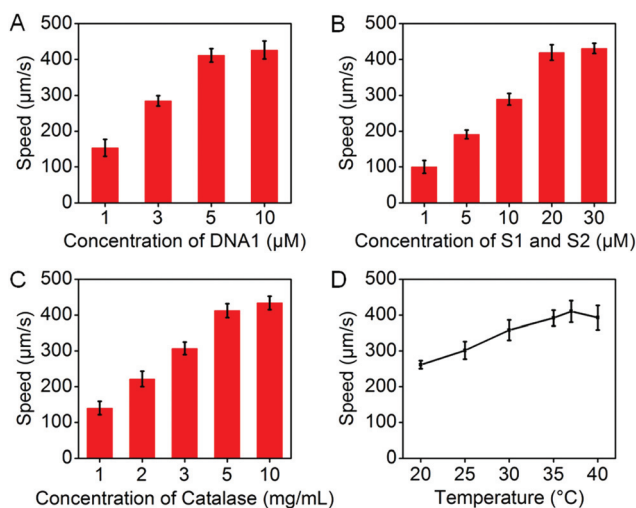 A
500
400
300
200
100
0
Speed (µm/s)
1 3 5 10
Concentration of DNA1 (µM)
B
500
400
300
200
100
0
Speed (µm/s)
1 5 10 20 30
Concentration of S1 and S2 (µM)
C
500
400
300
200
100
0
Speed (µm/s)
1 2 3 5 10
Concentration of Catalase (mg/mL)
D
500
400
300
200
100
0
Speed (µm/s)
20 25 30 35 40
Temperature (°C)